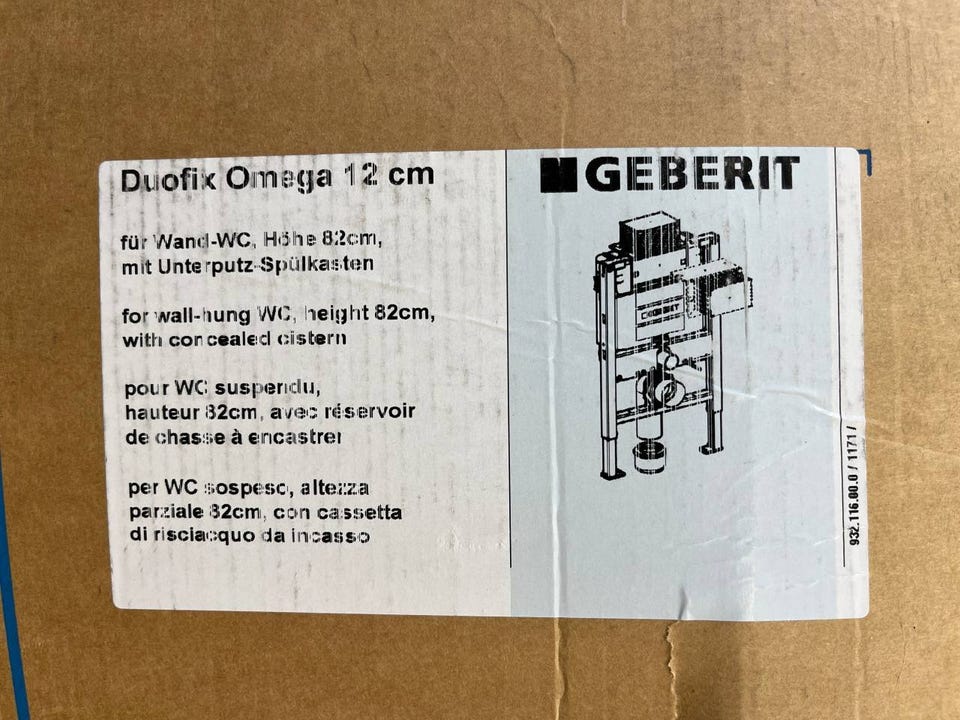 Duofix Omega 12 cm
für Wand-WC, Höhe 82cm,
mit Unterputz-Spülkasten
for wall-hung WC, height 82cm,
with concealed cistern
pour WC suspendu,
hauteur 82cm, avec réservoir
de chasse à encastrer
per WC sospeso, altezza
parziale 82cm, con cassetta
di risciacquo da incasso
GEBERIT
GEBERIT
932.116.00.0 / 1171 /